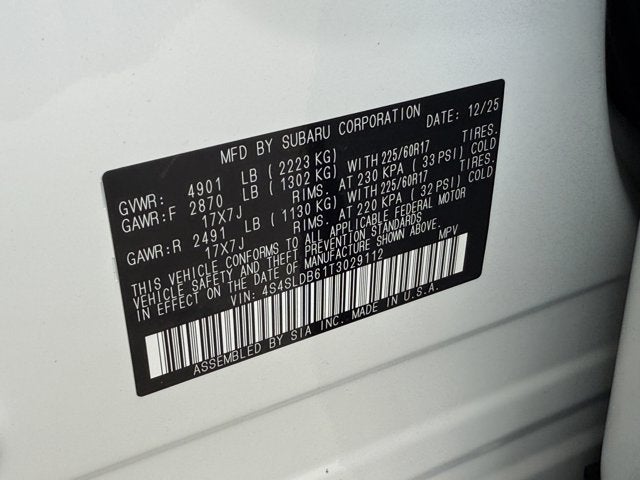 MFD BY SUBARU CORPORATION DATE: 12/25
GVWR: 4901 LB (2223 KG)
GAWR:F 2870 LB (1302 KG) WITH 225/60R17 TIRES.
17X7J RIMS. AT 230 KPA (33 PSI) COLD
GAWR:R 2491 LB (1130 KG) WITH 225/60R17 TIRES.
17X7J RIMS. AT 220 KPA (32 PSI) COLD
THIS VEHICLE CONFORMS TO ALL APPLICABLE FEDERAL MOTOR
VEHICLE SAFETY AND THEFT PREVENTION STANDARDS IN EFFECT
ON THE DATE OF MANUFACTURE SHOWN ABOVE.
VIN: 4S4SLDB61T3029112 MPV
ASSEMBLED BY SIA INC. MADE IN U.S.A.